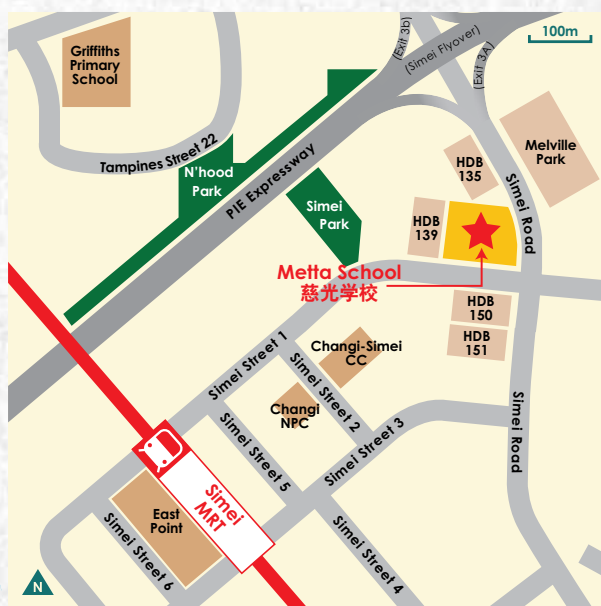 Griffiths
Primary
School
(Exit 3b)
(Simei Flyover)
(Exit 3A)
100m
Tampines Street 22
N'hood
Park
PIE Expressway
Simei
Park
HDB
135
Melville
Park
HDB
139
Simei Road
Metta School
慈光学校
HDB
150
HDB
151
Simei Street 1
Changi-Simei
CC
Simei Street 2
Changi
NPC
Simei Street 3
Simei Road
Simei Street 5
Simei
MRT
East
Point
Simei Street 6
Simei Street 4
N